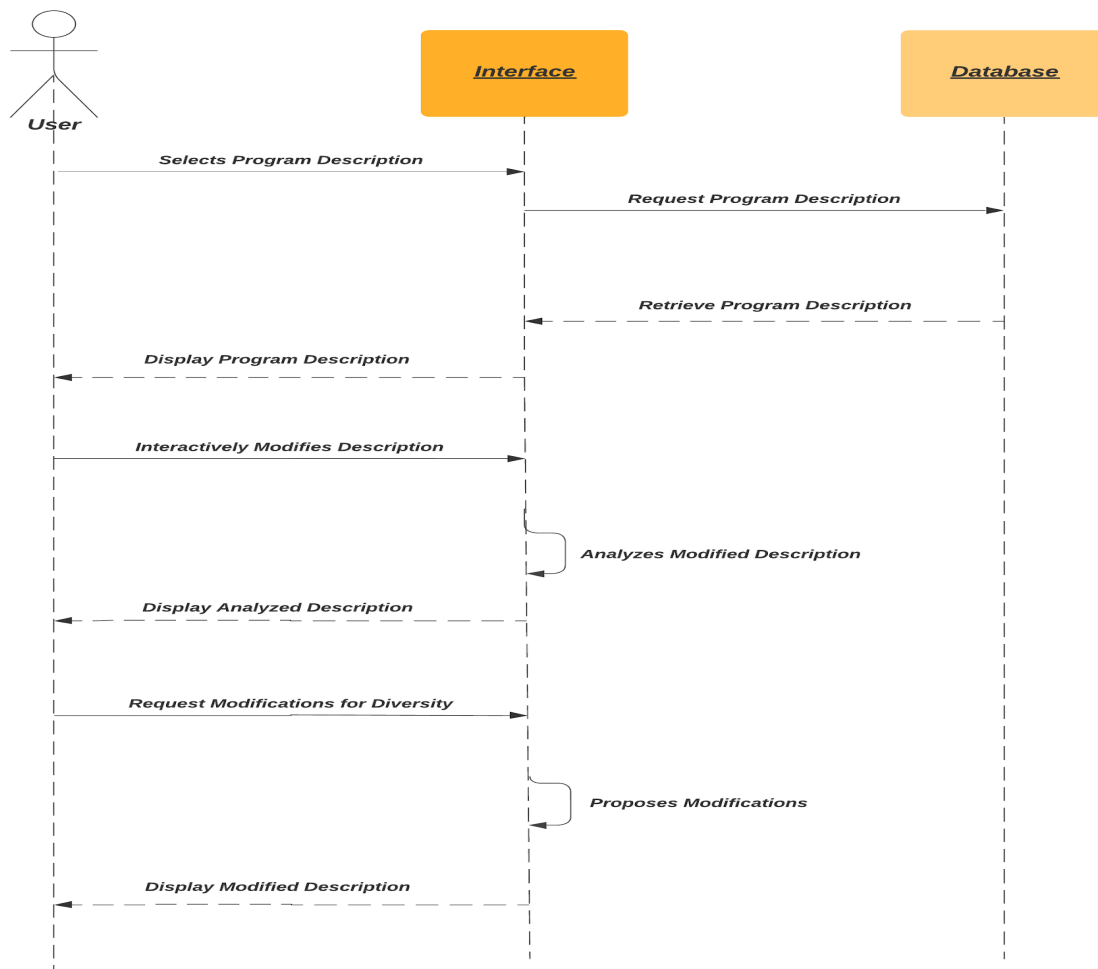 Interface
Database
User
Selects Program Description
Request Program Description
Retrieve Program Description
Display Program Description
Interactively Modifies Description
Analyzes Modified Description
Display Analyzed Description
Request Modifications for Diversity
Proposes Modifications
Display Modified Description